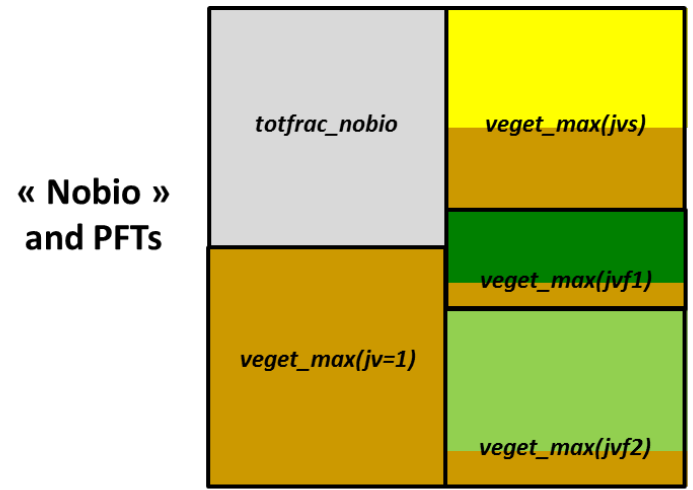 « Nobio »
and PFTs
totfrac_nobio
veget_max(jvs)
veget_max(jvf1)
veget_max(jv=1)
veget_max(jvf2)